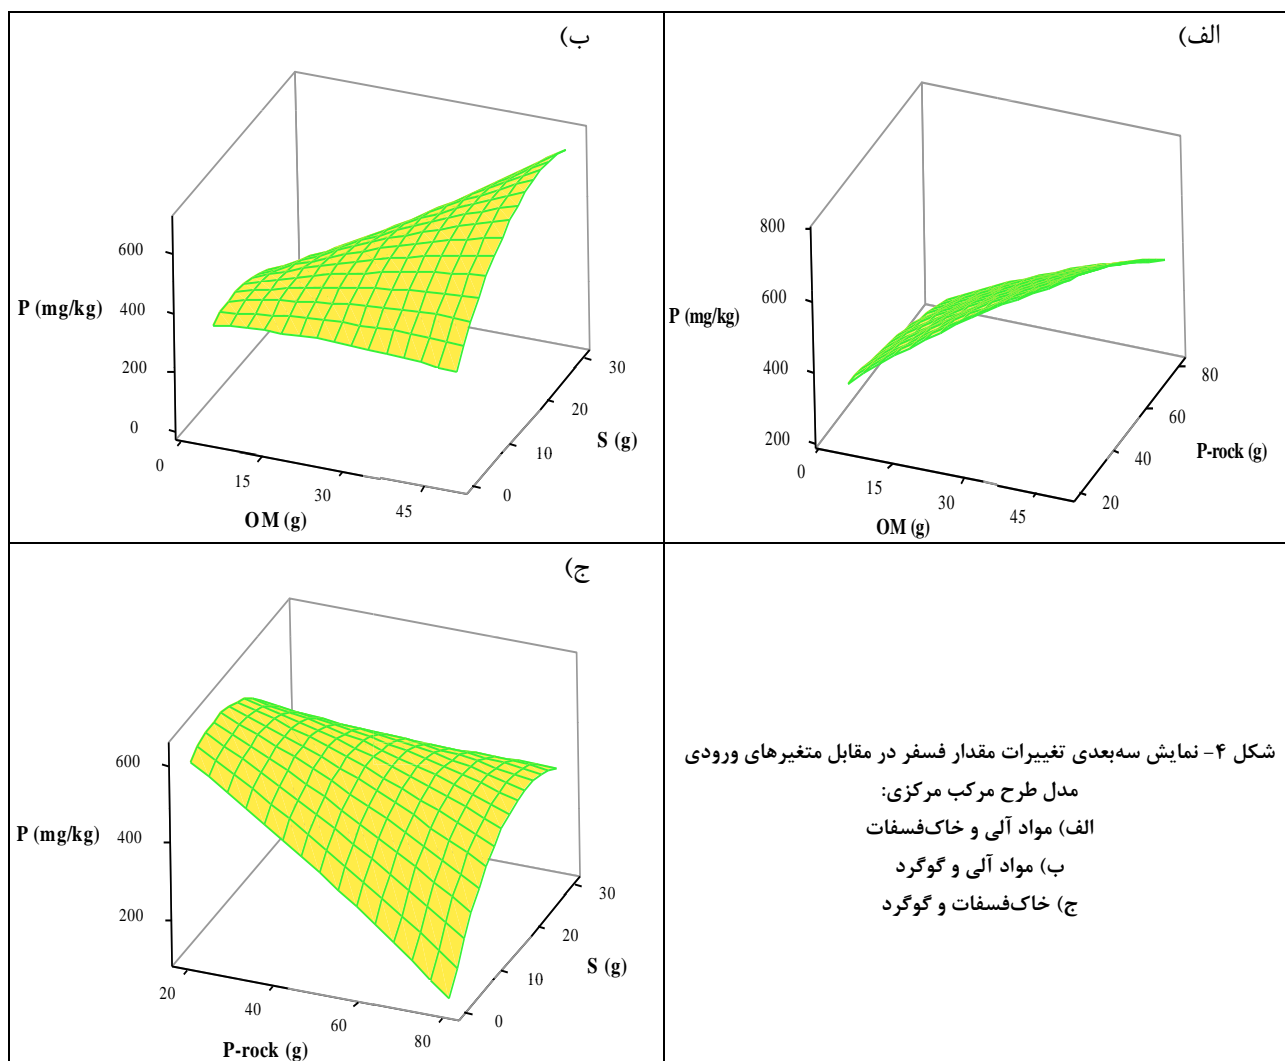 الف)
800
600
P (mg/kg)
400
200
0
15
30
45
OM (g)
20
40
60
80
P-rock (g)
ب)
600
P (mg/kg)
400
200
0
0
15
30
45
OM (g)
0
10
20
30
S (g)
ج)
600
P (mg/kg)
400
200
20
40
60
80
P-rock (g)
0
10
20
30
S (g)
شکل ۴- نمایش سه‌بعدی تغییرات مقدار فسفر در مقابل متغیرهای ورودی
مدل طرح مرکب مرکزی:
الف) مواد آلی و خاک‌فسفات
ب) مواد آلی و گوگرد
ج) خاک‌فسفات و گوگرد